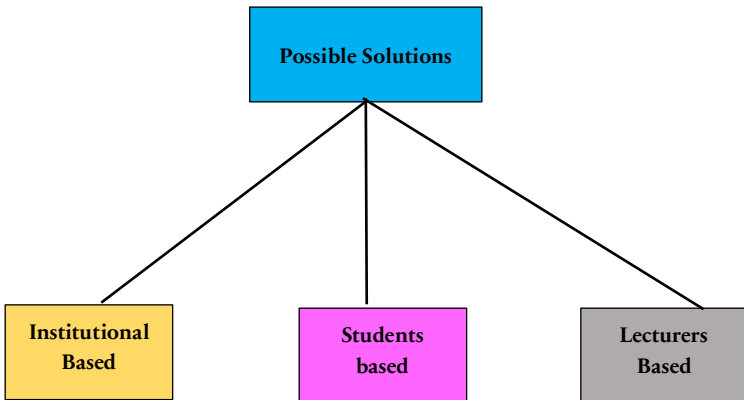 Possible Solutions
Institutional
Based
Students
based
Lecturers
Based